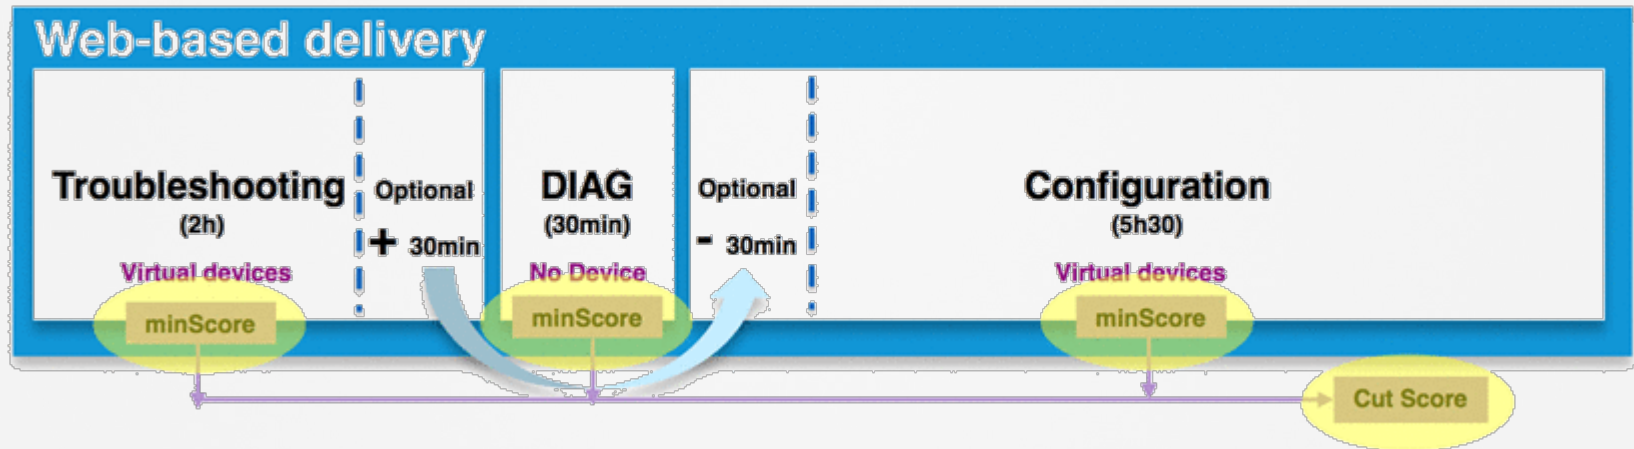 Web-based delivery
Troubleshooting
(2h)
Virtual devices
minScore
Optional
+ 30min
DIAG
(30min)
No Device
minScore
Optional
- 30min
Configuration
(5h30)
Virtual devices
minScore
Cut Score